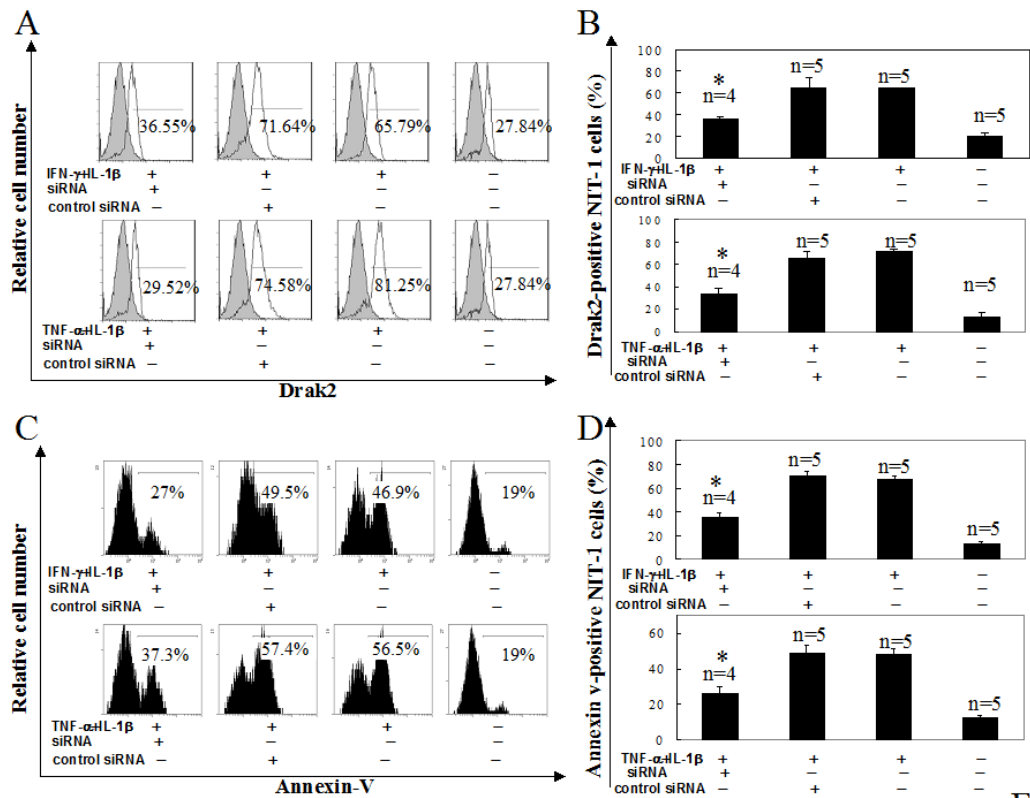 A
Relative cell number
36.55% 71.64% 65.79% 27.84%
IFN-γ+IL-1β + + + −
siRNA + − − −
control siRNA − + − −
29.52% 74.58% 81.25% 27.84%
TNF-α+IL-1β + + + −
siRNA + − − −
control siRNA − + − −
Drak2
B
Drak2-positive NIT-1 cells (%)
100
80
60
40
20
0
* n=4 n=5 n=5 n=5
IFN-γ+IL-1β + + + −
siRNA + − − −
control siRNA − + − −
100
80
60
40
20
0
* n=4 n=5 n=5 n=5
TNF-α+IL-1β + + + −
siRNA + − − −
control siRNA − + − −
C
Relative cell number
27% 49.5% 46.9% 19%
IFN-γ+IL-1β + + + −
siRNA + − − −
control siRNA − + − −
37.3% 57.4% 56.5% 19%
TNF-α+IL-1β + + + −
siRNA + − − −
control siRNA − + − −
Annexin-V
D
Annexin v-positive NIT-1 cells (%)
100
80
60
40
20
0
* n=4 n=5 n=5 n=5
IFN-γ+IL-1β + + + −
siRNA + − − −
control siRNA − + − −
60
40
20
0
* n=4 n=5 n=5 n=5
TNF-α+IL-1β + + + −
siRNA + − − −
control siRNA − + − −